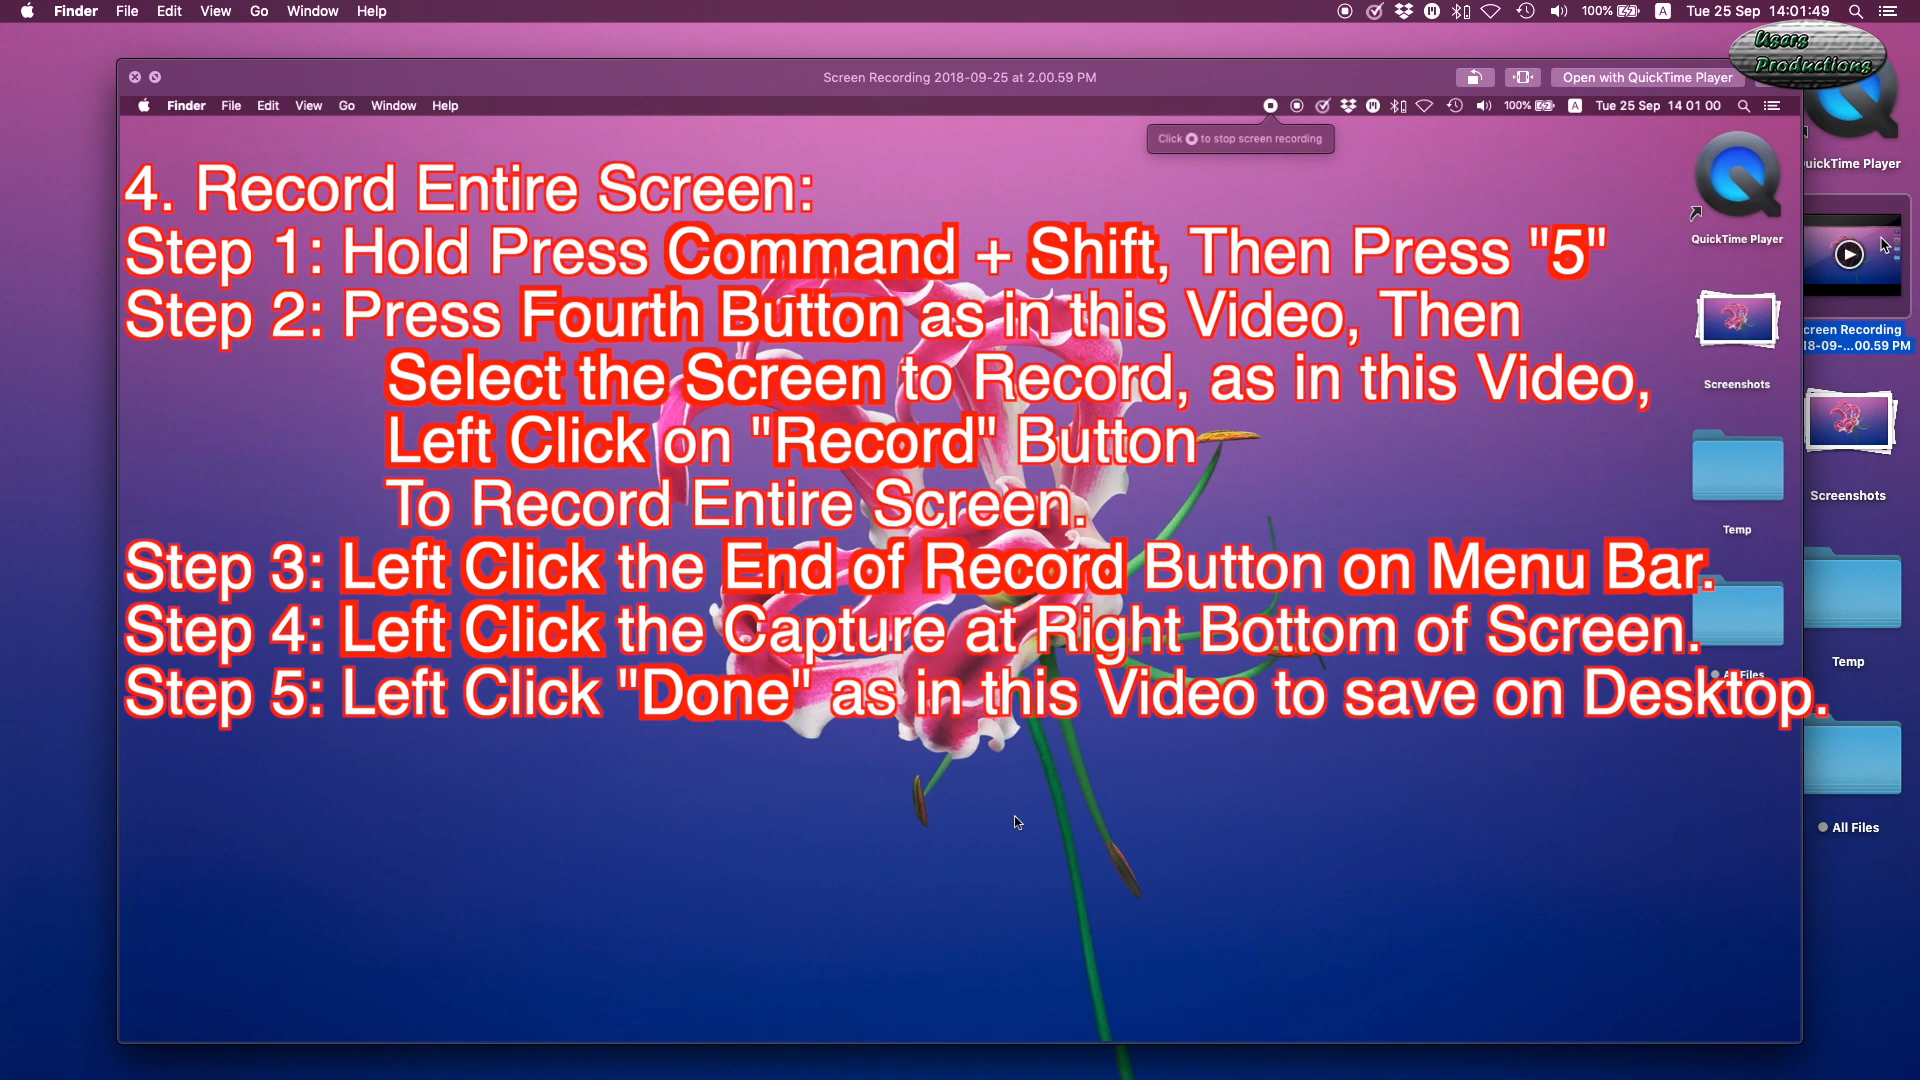 Finder File Edit View Go Window Help
100% A Tue 25 Sep 14:01:49
Users
Productions
Screen Recording 2018-09-25 at 2.00.59 PM
Open with QuickTime Player
Finder File Edit View Go Window Help
100% A Tue 25 Sep 14 01 00
Click to stop screen recording
4. Record Entire Screen:
Step 1: Hold Press Command + Shift, Then Press "5"
Step 2: Press Fourth Button as in this Video, Then
Select the Screen to Record, as in this Video,
Left Click on "Record" Button
To Record Entire Screen.
Step 3: Left Click the End of Record Button on Menu Bar.
Step 4: Left Click the Capture at Right Bottom of Screen.
Step 5: Left Click "Done" as in this Video to save on Desktop.
QuickTime Player
Screenshots
Temp
uickTime Player
creen Recording
18-09-...00.59 PM
Screenshots
Temp
All Files